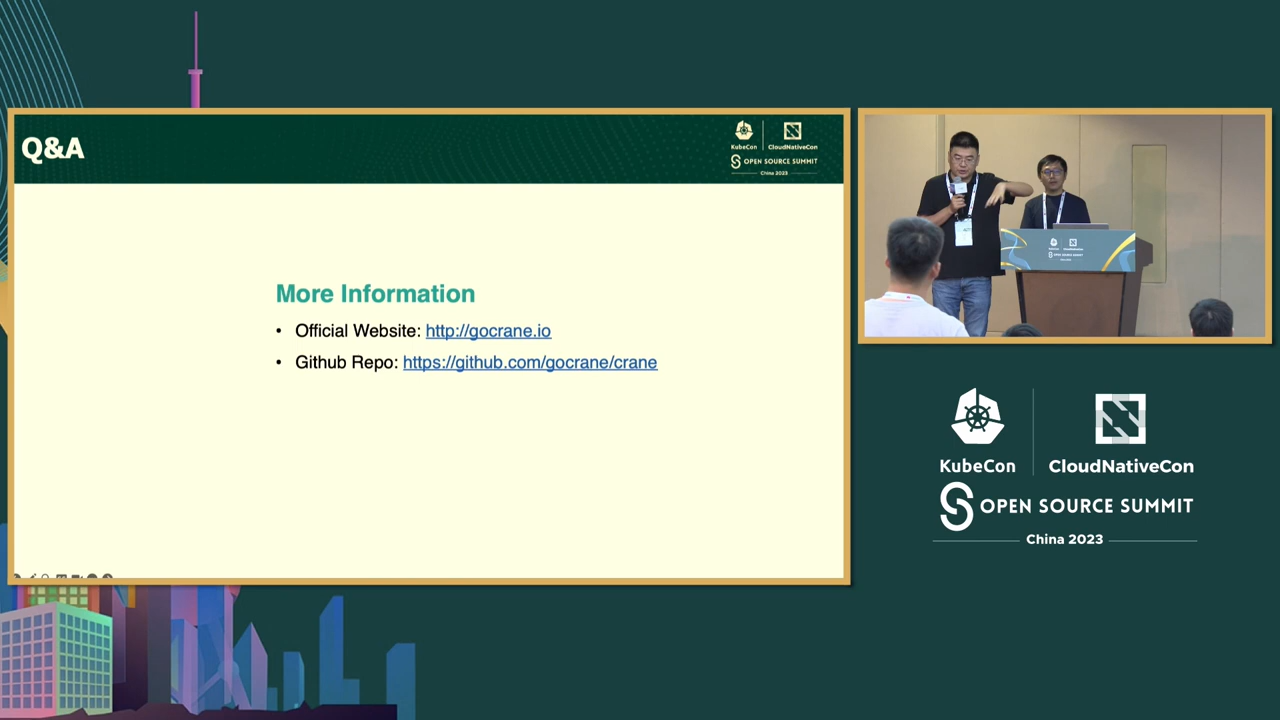 Q&A
KubeCon
CloudNativeCon
OPEN SOURCE SUMMIT
China 2023
More Information
• Official Website: http://gocrane.io
• Github Repo: https://github.com/gocrane/crane
KubeCon
CloudNativeCon
OPEN SOURCE SUMMIT
China 2023